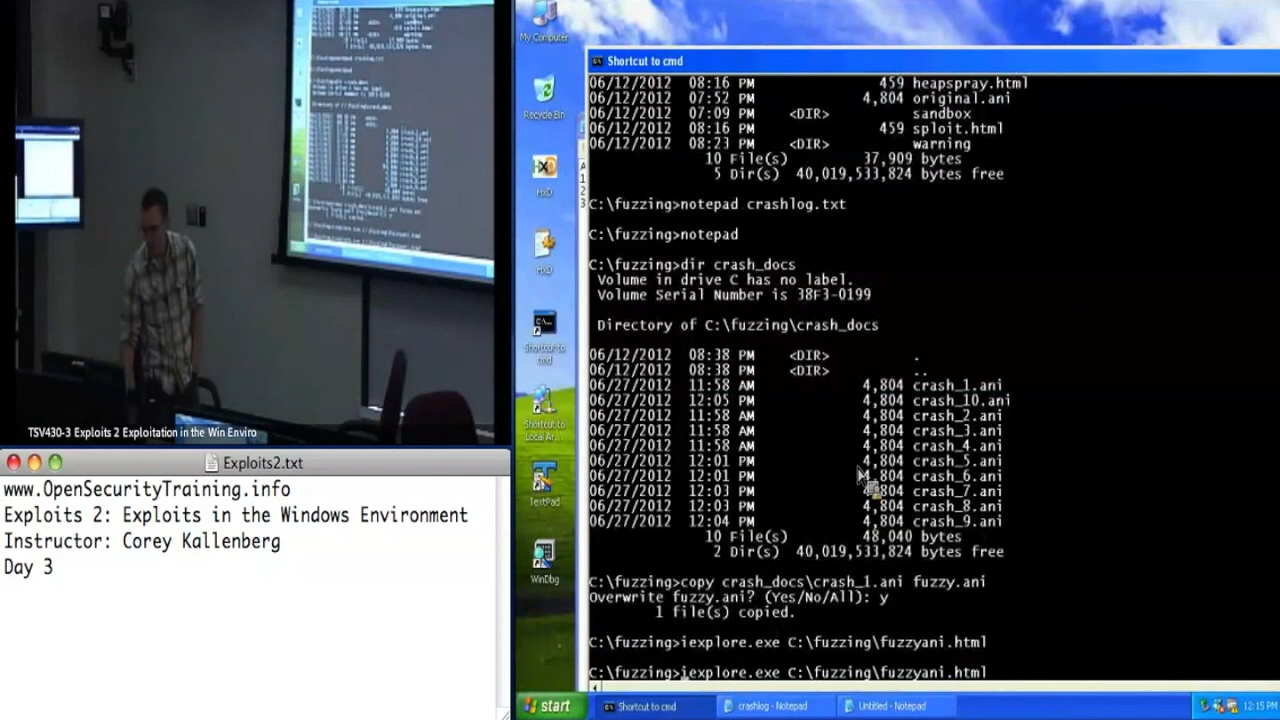 TSV430-3 Exploits 2 Exploitation in the Win Enviro
Exploits2.txt
www.OpenSecurityTraining.info
Exploits 2: Exploits in the Windows Environment
Instructor: Corey Kallenberg
Day 3
My Computer
Recycle Bin
HxD
HxD
Shortcut to
cmd
Shortcut to
Local Ar...
TextPad
WinDbg
Shortcut to cmd
06/12/2012 08:16 PM 459 heapspray.html
06/12/2012 07:52 PM 4,804 original.ani
06/12/2012 07:09 PM <DIR> sandbox
06/12/2012 08:16 PM 459 sploit.html
06/12/2012 08:23 PM <DIR> warning
10 File(s) 37,909 bytes
5 Dir(s) 40,019,533,824 bytes free
C:\fuzzing>notepad crashlog.txt
C:\fuzzing>notepad
C:\fuzzing>dir crash_docs
Volume in drive C has no label.
Volume Serial Number is 38F3-0199
Directory of C:\fuzzing\crash_docs
06/12/2012 08:38 PM <DIR> .
06/12/2012 08:38 PM <DIR> ..
06/27/2012 11:58 AM 4,804 crash_1.ani
06/27/2012 12:05 PM 4,804 crash_10.ani
06/27/2012 11:58 AM 4,804 crash_2.ani
06/27/2012 11:58 AM 4,804 crash_3.ani
06/27/2012 11:58 AM 4,804 crash_4.ani
06/27/2012 12:01 PM 4,804 crash_5.ani
06/27/2012 12:01 PM 4,804 crash_6.ani
06/27/2012 12:03 PM 4,804 crash_7.ani
06/27/2012 12:03 PM 4,804 crash_8.ani
06/27/2012 12:04 PM 4,804 crash_9.ani
10 File(s) 48,040 bytes
2 Dir(s) 40,019,533,824 bytes free
C:\fuzzing>copy crash_docs\crash_1.ani fuzzy.ani
Overwrite fuzzy.ani? (Yes/No/All): y
1 file(s) copied.
C:\fuzzing>iexplore.exe C:\fuzzing\fuzzyani.html
C:\fuzzing>iexplore.exe C:\fuzzing\fuzzyani.html
start
Shortcut to cmd
crashlog - Notepad
Untitled - Notepad
12:15 PM